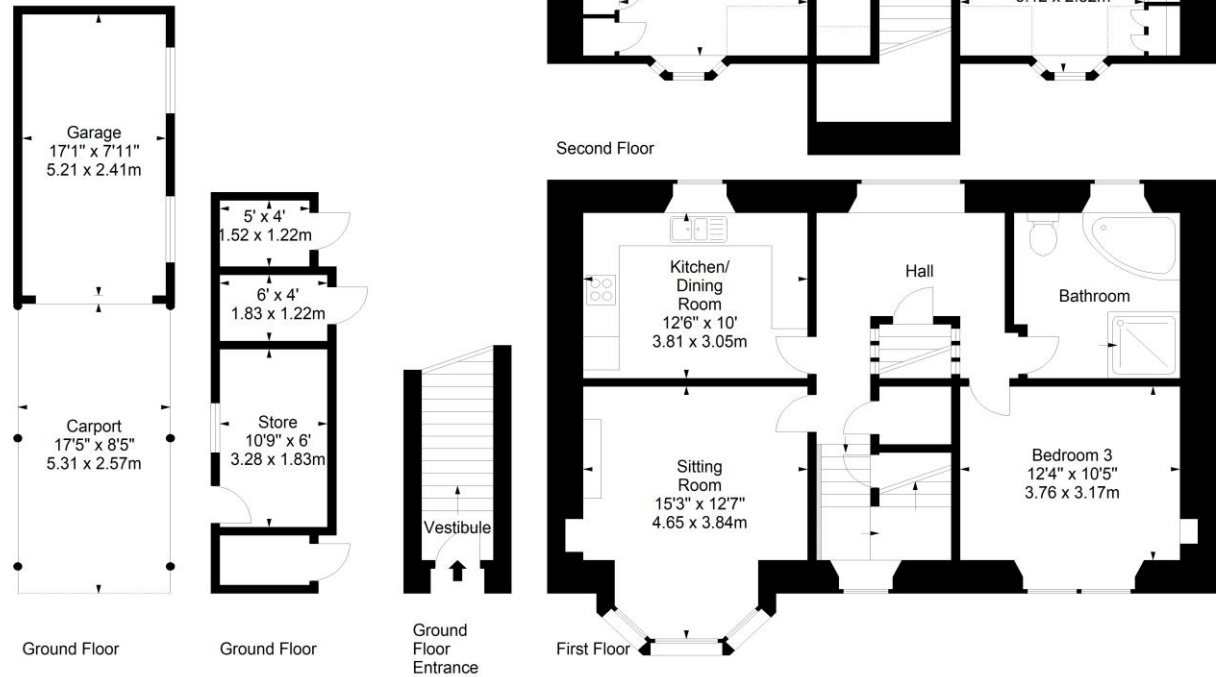 Garage
17'1" x 7'11"
5.21 x 2.41m
Carport
17'5" x 8'5"
5.31 x 2.57m
Ground Floor
5' x 4'
1.52 x 1.22m
6' x 4'
1.83 x 1.22m
Store
10'9" x 6'
3.28 x 1.83m
Ground Floor
Vestibule
Ground
Floor
Entrance
Second Floor
Kitchen/
Dining
Room
12'6" x 10'
3.81 x 3.05m
Hall
Bathroom
Sitting
Room
15'3" x 12'7"
4.65 x 3.84m
Bedroom 3
12'4" x 10'5"
3.76 x 3.17m
First Floor